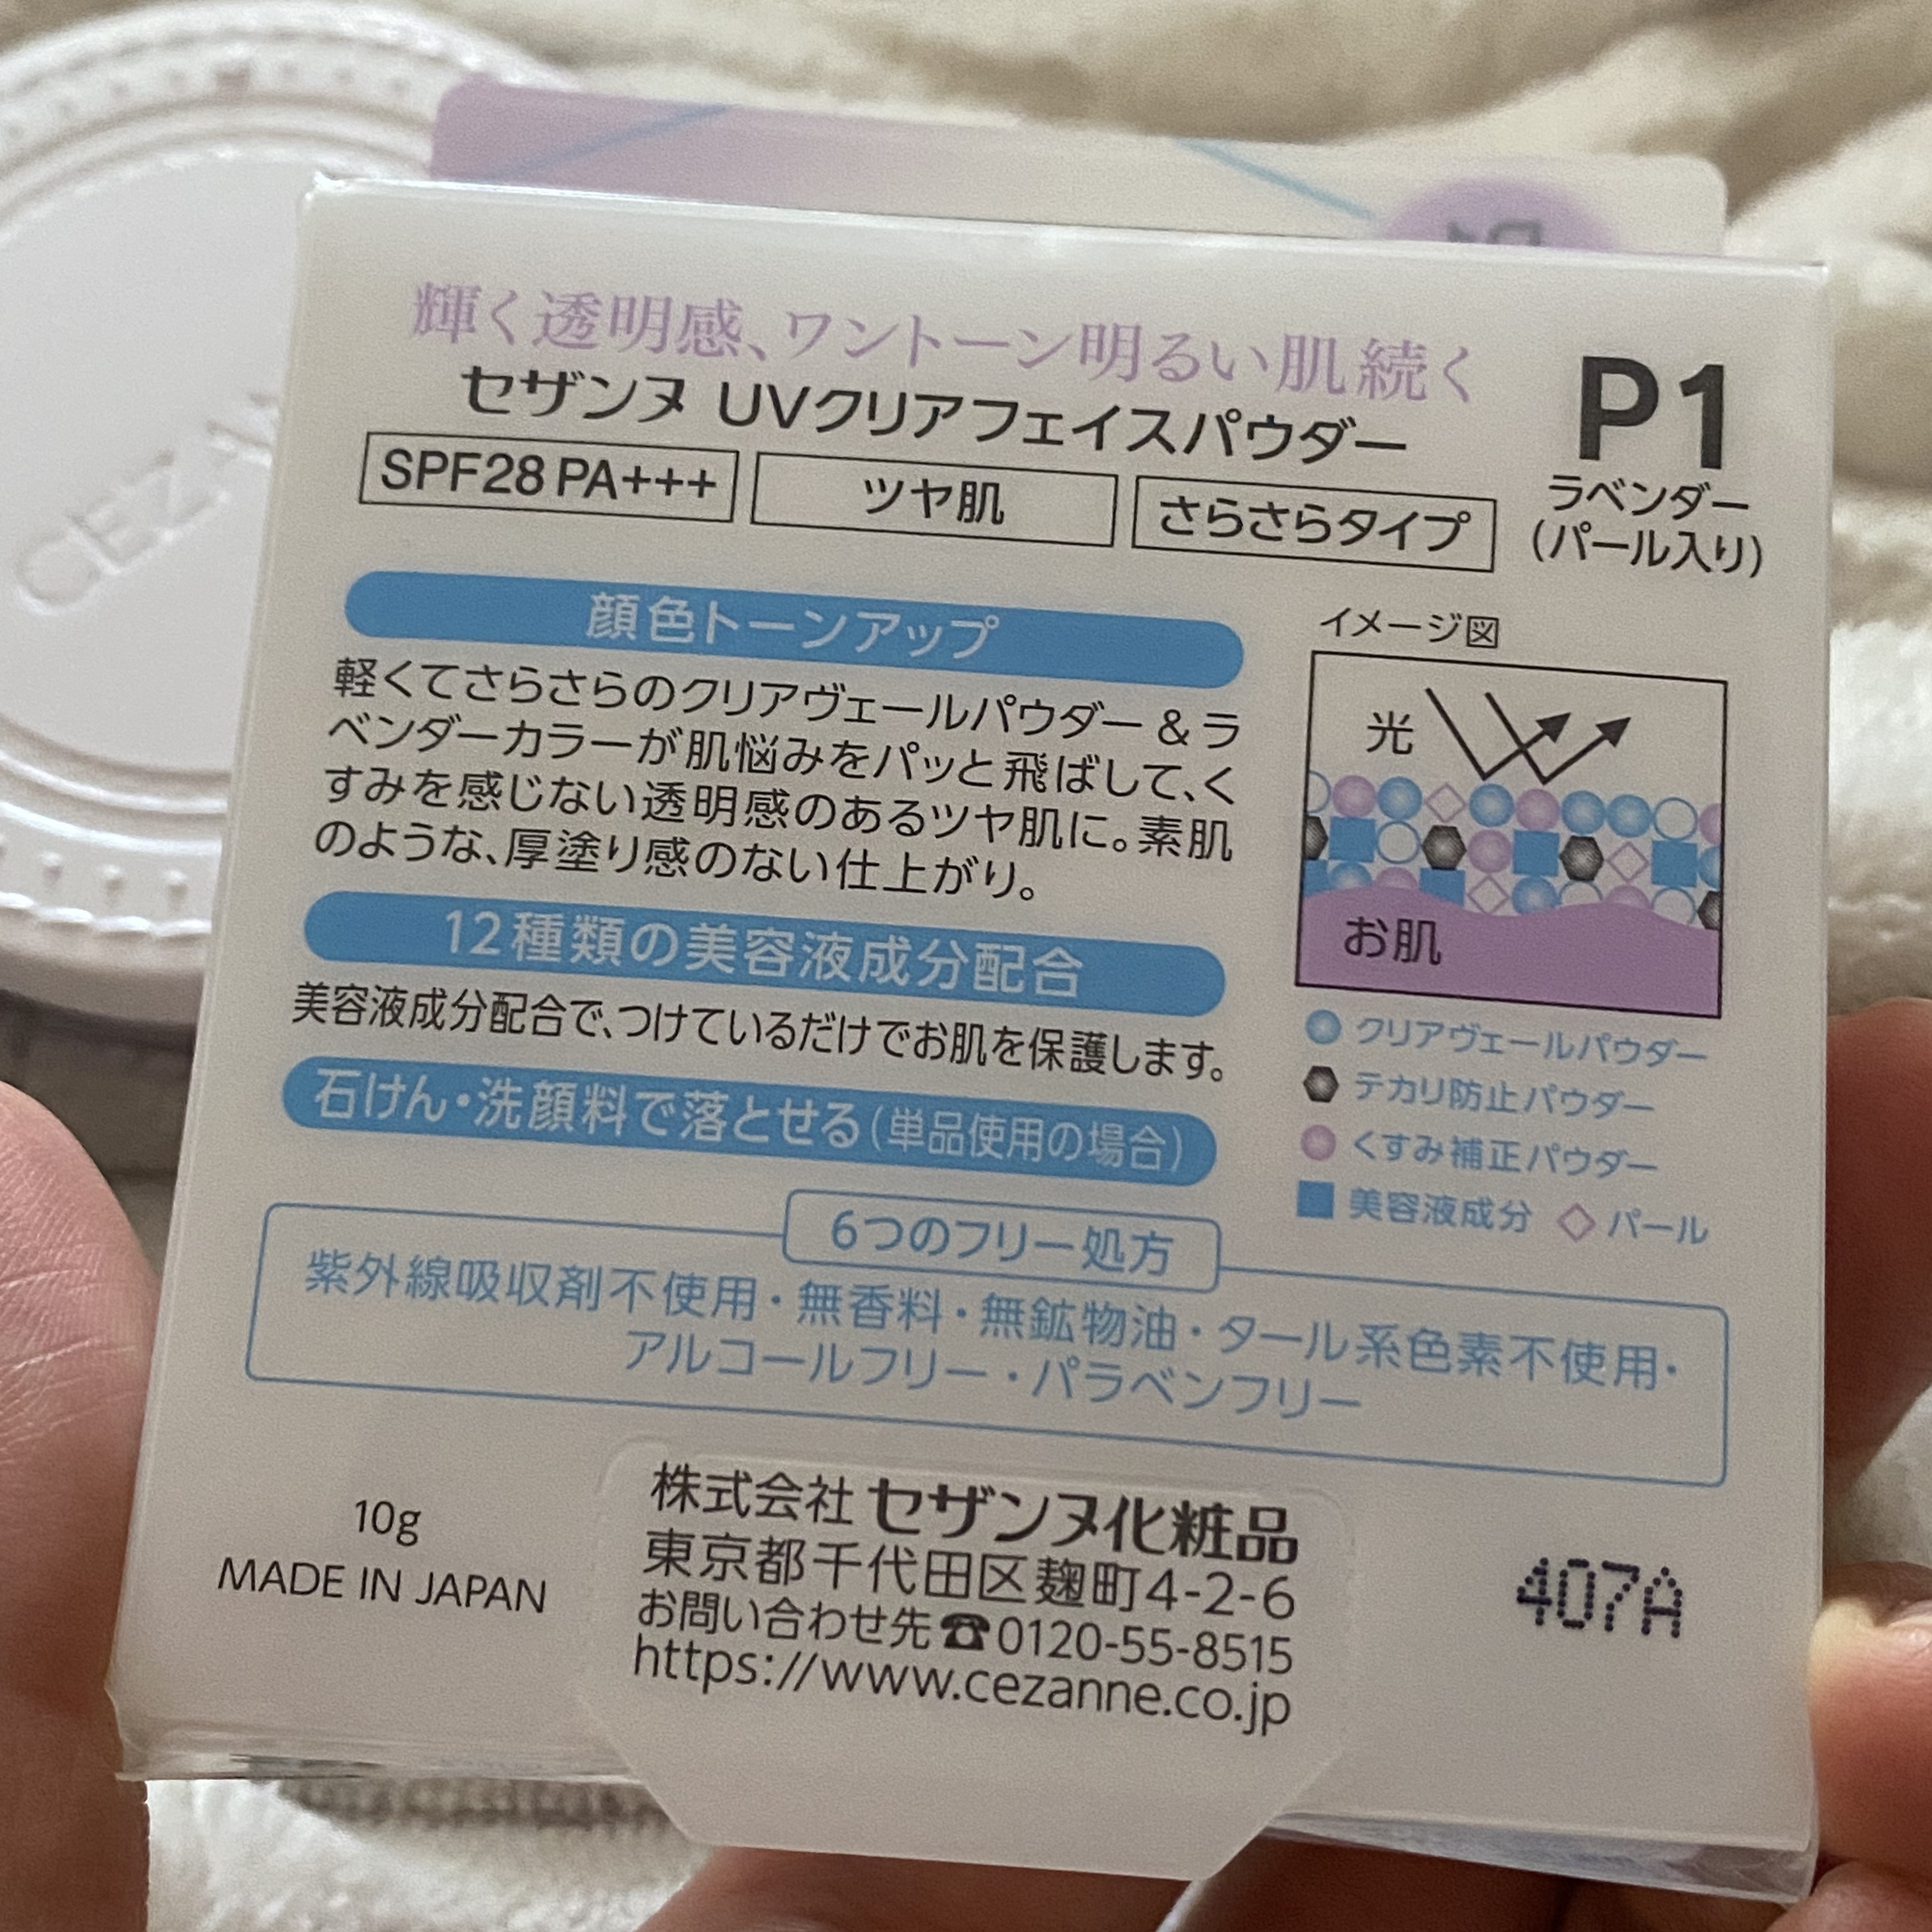 輝く透明感、ワントーン明るい肌続く
セザンヌ UVクリアフェイスパウダー
SPF28 PA+++
ツヤ肌
さらさらタイプ
P1
ラベンダー
(パール入り)
顔色トーンアップ
軽くてさらさらのクリアヴェールパウダー&ラ
ベンダーカラーが肌悩みをパッと飛ばして、く
すみを感じない透明感のあるツヤ肌に。素肌
のような、厚塗り感のない仕上がり。
12種類の美容液成分配合
美容液成分配合で、つけているだけでお肌を保護します。
石けん・洗顔料で落とせる(単品使用の場合)
イメージ図
光
お肌
クリアヴェールパウダー
テカリ防止パウダー
くすみ補正パウダー
美容液成分 パール
6つのフリー処方
紫外線吸収剤不使用・無香料・無鉱物油・タール系色素不使用・
アルコールフリー・パラベンフリー
10g
MADE IN JAPAN
株式会社 セザンヌ化粧品
東京都千代田区麹町4-2-6
お問い合わせ先☎0120-55-8515
https://www.cezanne.co.jp
407A